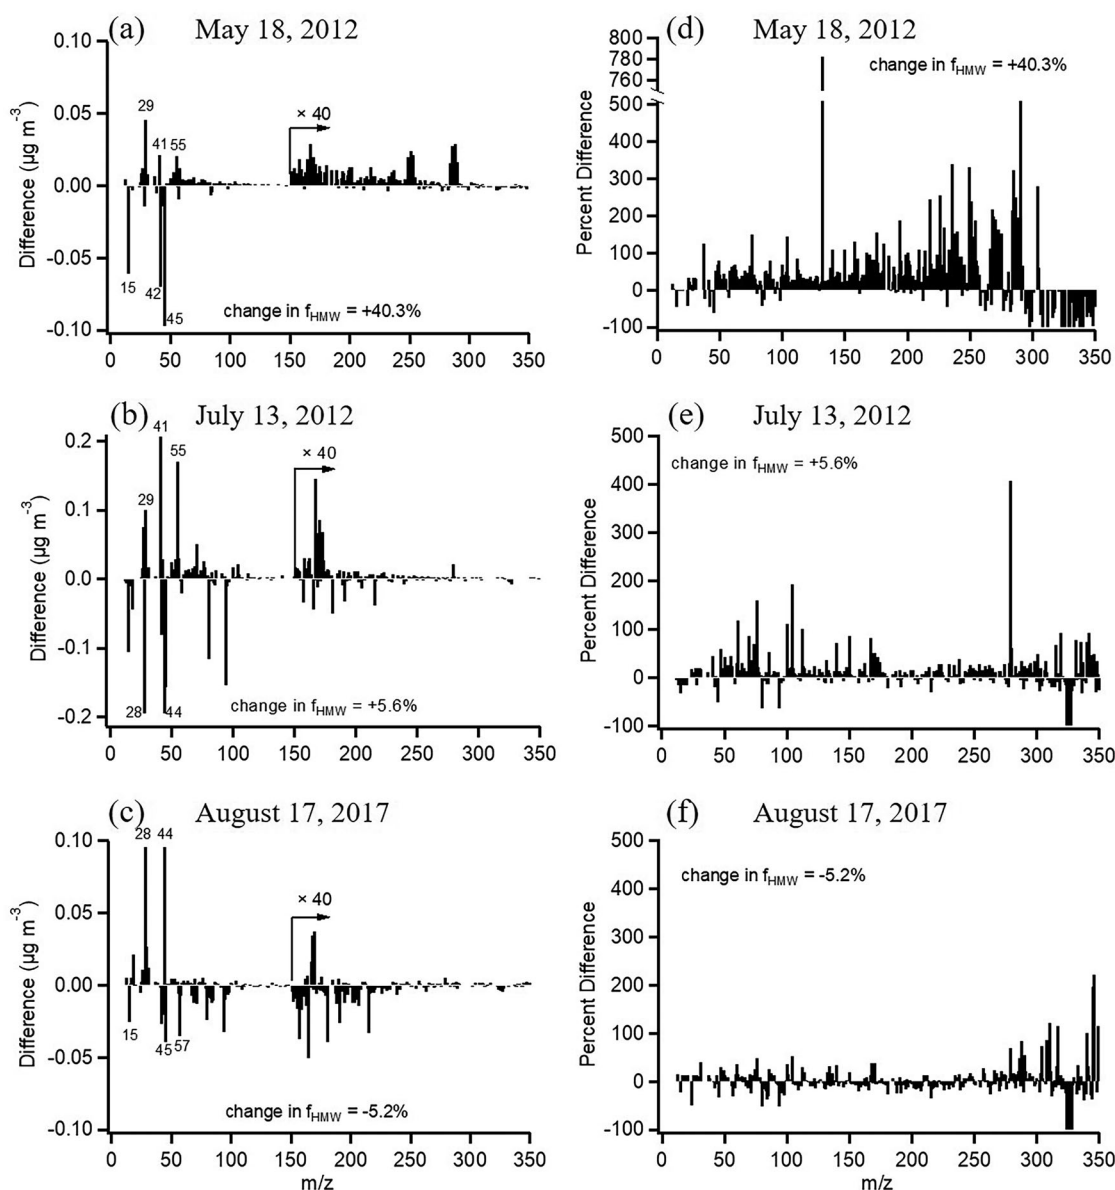 (a) May 18, 2012
0.10
0.05
0.00
-0.05
-0.10
Difference (µg m⁻³)
29
41 55
× 40
15
42
45
change in fHMW = +40.3%
0 50 100 150 200 250 300 350
(d) May 18, 2012
800
780
760
500
400
300
200
100
0
-100
Percent Difference
change in fHMW = +40.3%
0 50 100 150 200 250 300 350
(b) July 13, 2012
0.2
0.1
0.0
-0.1
-0.2
Difference (µg m⁻³)
41
55
29
× 40
28 44
change in fHMW = +5.6%
0 50 100 150 200 250 300 350
(e) July 13, 2012
500
400
300
200
100
0
-100
Percent Difference
change in fHMW = +5.6%
0 50 100 150 200 250 300 350
(c) August 17, 2017
0.10
0.05
0.00
-0.05
-0.10
Difference (µg m⁻³)
28 44
× 40
15
45 57
change in fHMW = -5.2%
0 50 100 150 200 250 300 350
m/z
(f) August 17, 2017
500
400
300
200
100
0
-100
Percent Difference
change in fHMW = -5.2%
0 50 100 150 200 250 300 350
m/z